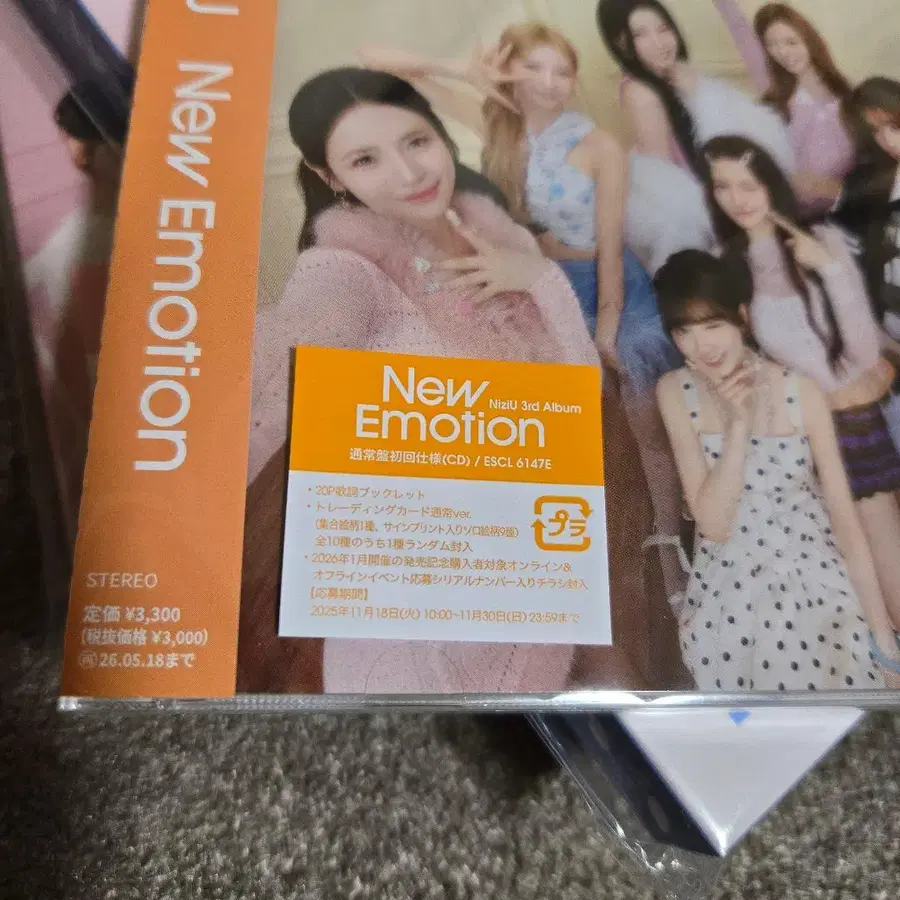 U New Emotion
STEREO
定価 ¥3,300
(税抜価格 ¥3,000)
㋐26.05.18まで
New
Emotion
NiziU 3rd Album
通常盤初回仕様(CD) / ESCL 6147E
・20P歌詞ブックレット
・トレーディングカード通常ver.
(集合絵柄1種、サインプリント入りソロ絵柄9種)
全10種のうち1種ランダム封入
・2026年1月開催の発売記念購入者対象オンライン&
オフラインイベント応募シリアルナンバー入りチラシ封入
【応募期間】
2025年11月18日(火) 10:00~11月30日(日) 23:59まで
プラ